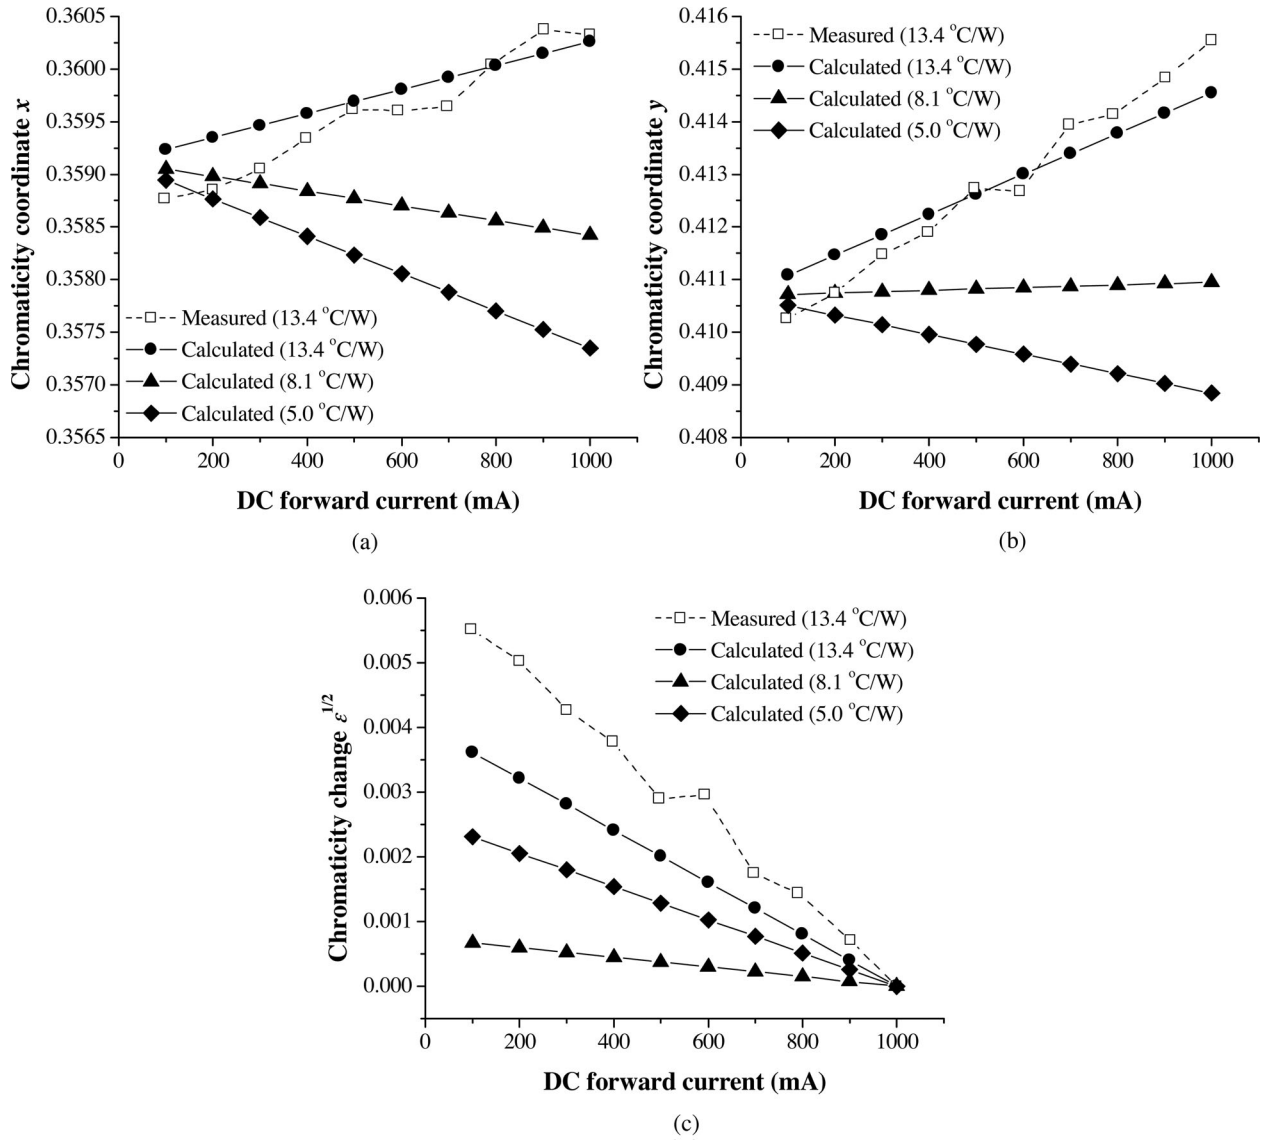 0.3605
0.3600
0.3595
0.3590
0.3585
0.3580
0.3575
0.3570
0.3565
Chromaticity coordinate x
Measured (13.4 °C/W)
Calculated (13.4 °C/W)
Calculated (8.1 °C/W)
Calculated (5.0 °C/W)
0 200 400 600 800 1000
DC forward current (mA)
(a)
0.416
0.415
0.414
0.413
0.412
0.411
0.410
0.409
0.408
Chromaticity coordinate y
Measured (13.4 °C/W)
Calculated (13.4 °C/W)
Calculated (8.1 °C/W)
Calculated (5.0 °C/W)
0 200 400 600 800 1000
DC forward current (mA)
(b)
0.006
0.005
0.004
0.003
0.002
0.001
0.000
Chromaticity change ε^1/2
Measured (13.4 °C/W)
Calculated (13.4 °C/W)
Calculated (8.1 °C/W)
Calculated (5.0 °C/W)
0 200 400 600 800 1000
DC forward current (mA)
(c)